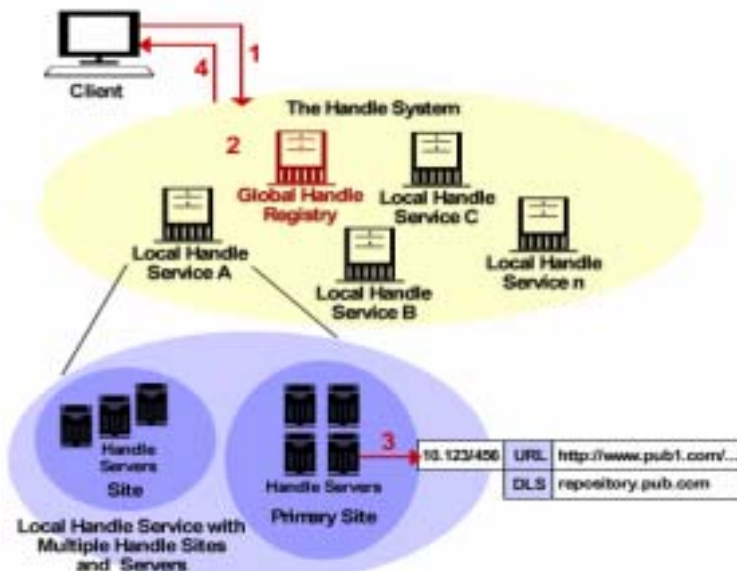 1
4
Client
The Handle System
2
Global Handle
Registry
Local Handle
Service C
Local Handle
Service A
Local Handle
Service B
Local Handle
Service n
Handle
Servers
Site
Handle Servers
Primary Site
3
10.123/456 URL http://www.pub1.com/...
DLS repository.pub.com
Local Handle Service with
Multiple Handle Sites
and Servers